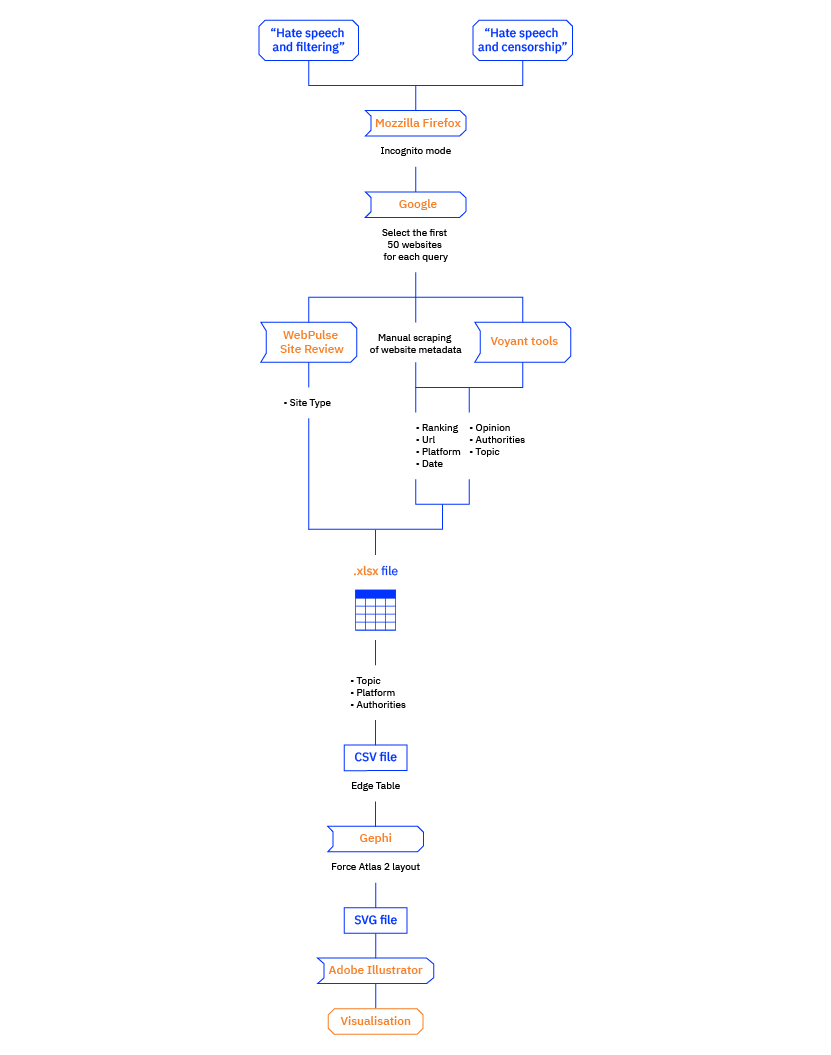 “Hate speech
and filtering”
“Hate speech
and censorship”
Mozzilla Firefox
Incognito mode
Google
Select the first
50 websites
for each query
WebPulse
Site Review
Manual scraping
of website metadata
Voyant tools
- Site Type
- Ranking
- Url
- Platform
- Date
- Opinion
- Authorities
- Topic
.xlsx file
- Topic
- Platform
- Authorities
CSV file
Edge Table
Gephi
Force Atlas 2 layout
SVG file
Adobe Illustrator
Visualisation